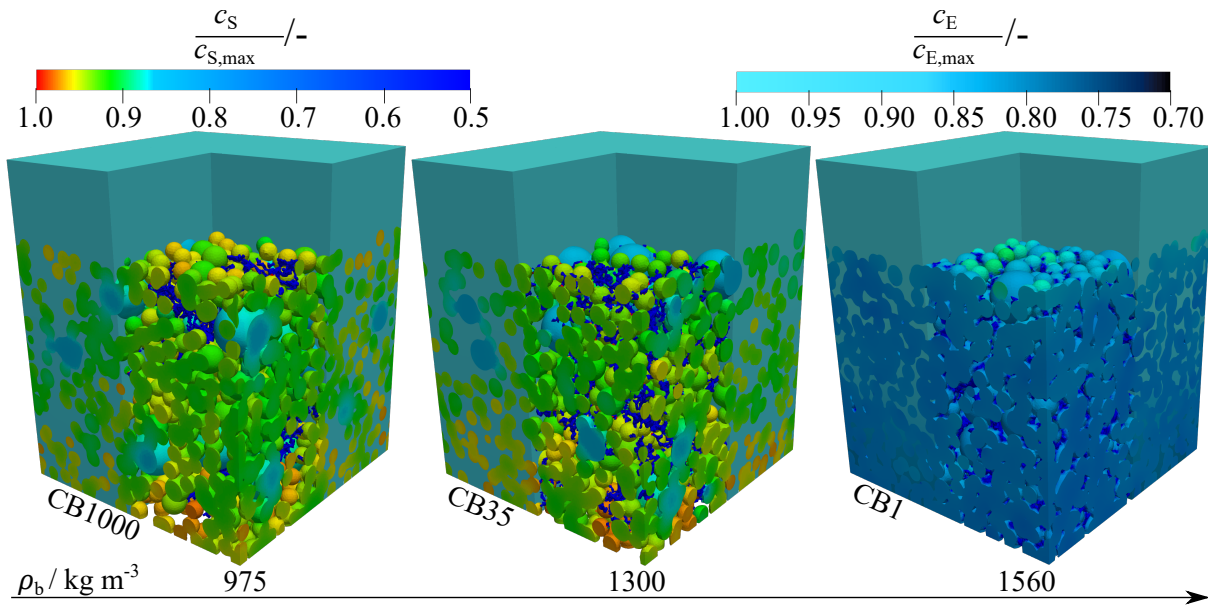 c_S
c_S,max /-
1.0 0.9 0.8 0.7 0.6 0.5
c_E
c_E,max /-
1.00 0.95 0.90 0.85 0.80 0.75 0.70
CB1000
CB35
CB1
ρ_b / kg m⁻³ 975 1300 1560